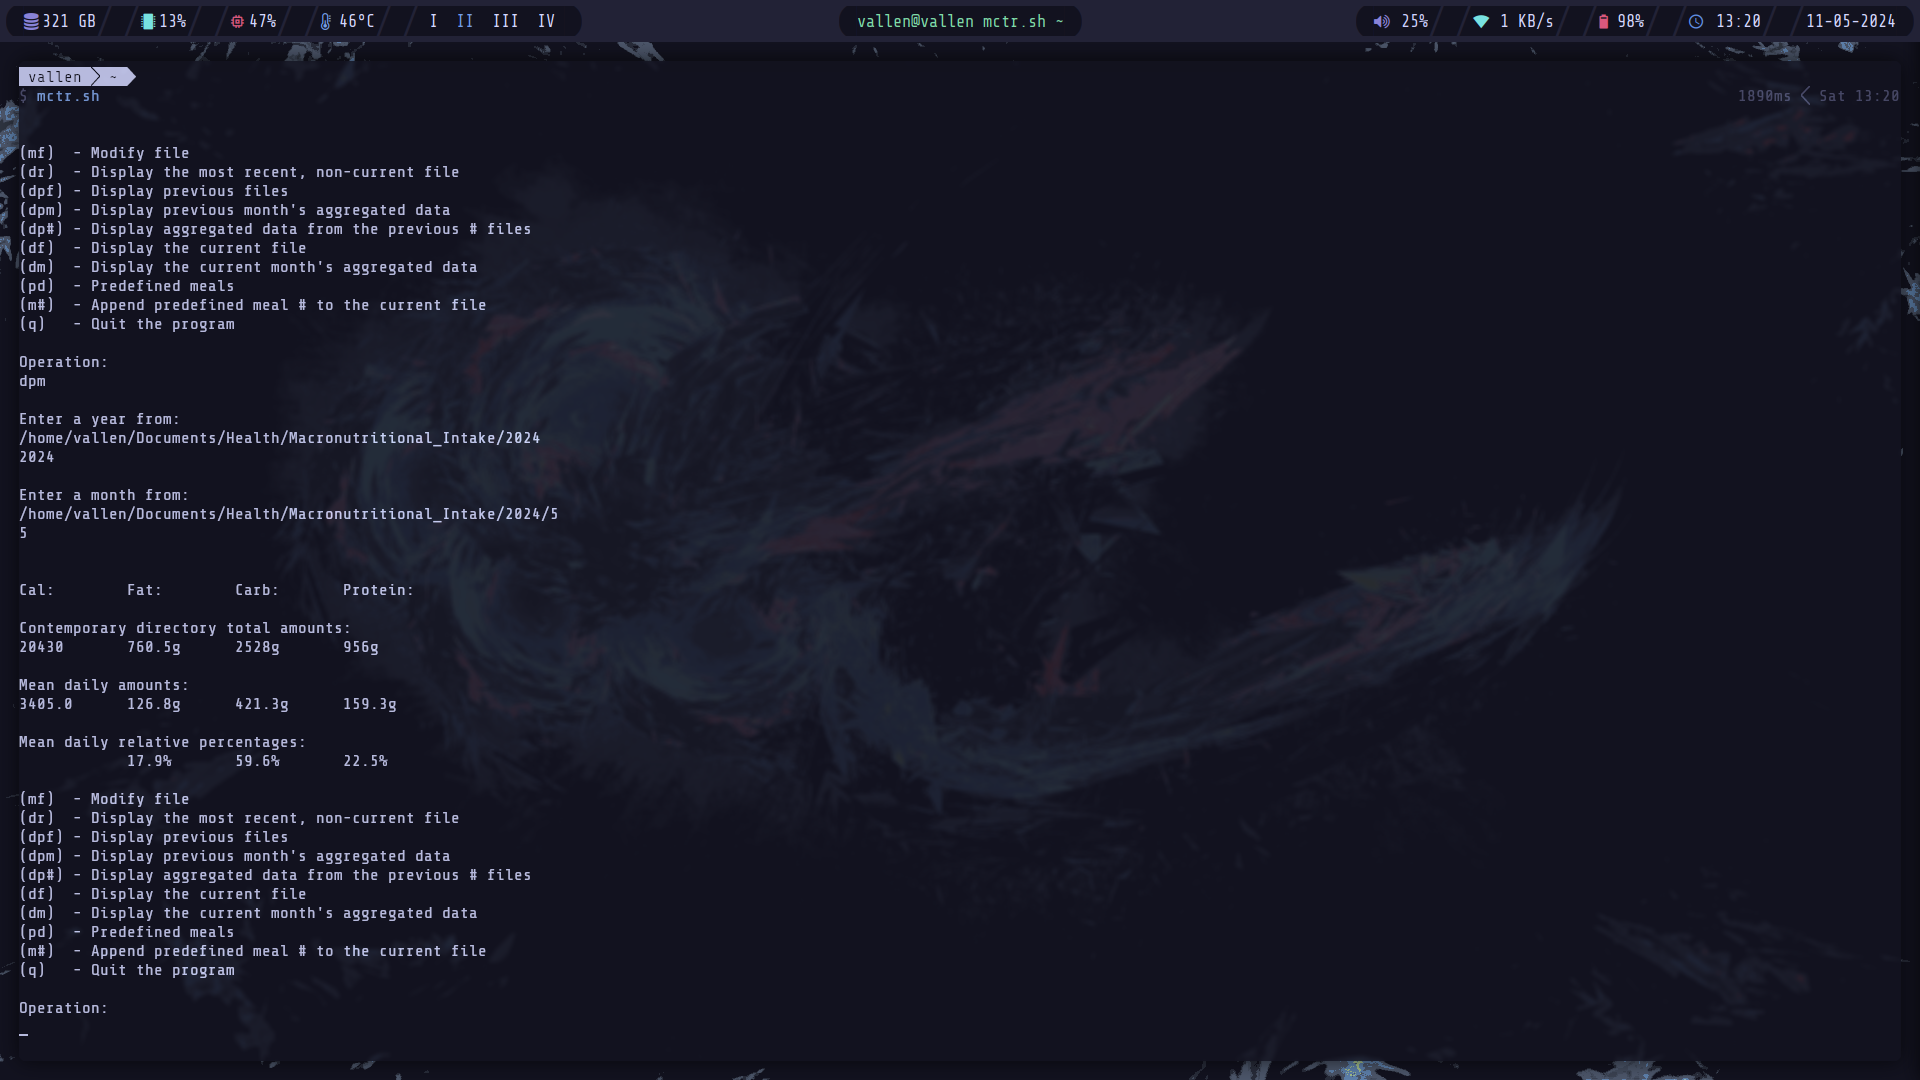 321 GB 13% 47% 46°C I II III IV vallen@vallen mctr.sh ~ 25% 1 KB/s 98% 13:20 11-05-2024
vallen ~
$ mctr.sh 1890ms Sat 13:20
(mf)  - Modify file
(dr)  - Display the most recent, non-current file
(dpf) - Display previous files
(dpm) - Display previous month's aggregated data
(dp#) - Display aggregated data from the previous # files
(df)  - Display the current file
(dm)  - Display the current month's aggregated data
(pd)  - Predefined meals
(m#)  - Append predefined meal # to the current file
(q)   - Quit the program
Operation:
dpm
Enter a year from:
/home/vallen/Documents/Health/Macronutritional_Intake/2024
2024
Enter a month from:
/home/vallen/Documents/Health/Macronutritional_Intake/2024/5
5
Cal:        Fat:        Carb:       Protein:
Contemporary directory total amounts:
20430       760.5g      2528g       956g
Mean daily amounts:
3405.0      126.8g      421.3g      159.3g
Mean daily relative percentages:
17.9%       59.6%       22.5%
(mf)  - Modify file
(dr)  - Display the most recent, non-current file
(dpf) - Display previous files
(dpm) - Display previous month's aggregated data
(dp#) - Display aggregated data from the previous # files
(df)  - Display the current file
(dm)  - Display the current month's aggregated data
(pd)  - Predefined meals
(m#)  - Append predefined meal # to the current file
(q)   - Quit the program
Operation:
_